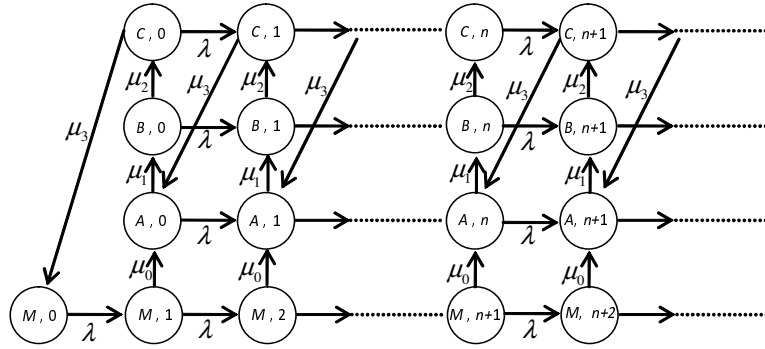 C, 0 λ C, 1 C, n λ C, n+1
μ₂ μ₃ μ₂ μ₃ μ₂ μ₃ μ₂ μ₃
μ₃ B, 0 λ B, 1 B, n λ B, n+1
μ₁ μ₁ μ₁ μ₁
A, 0 λ A, 1 A, n λ A, n+1
μ₀ μ₀ μ₀ μ₀
M, 0 λ M, 1 λ M, 2 M, n+1 λ M, n+2